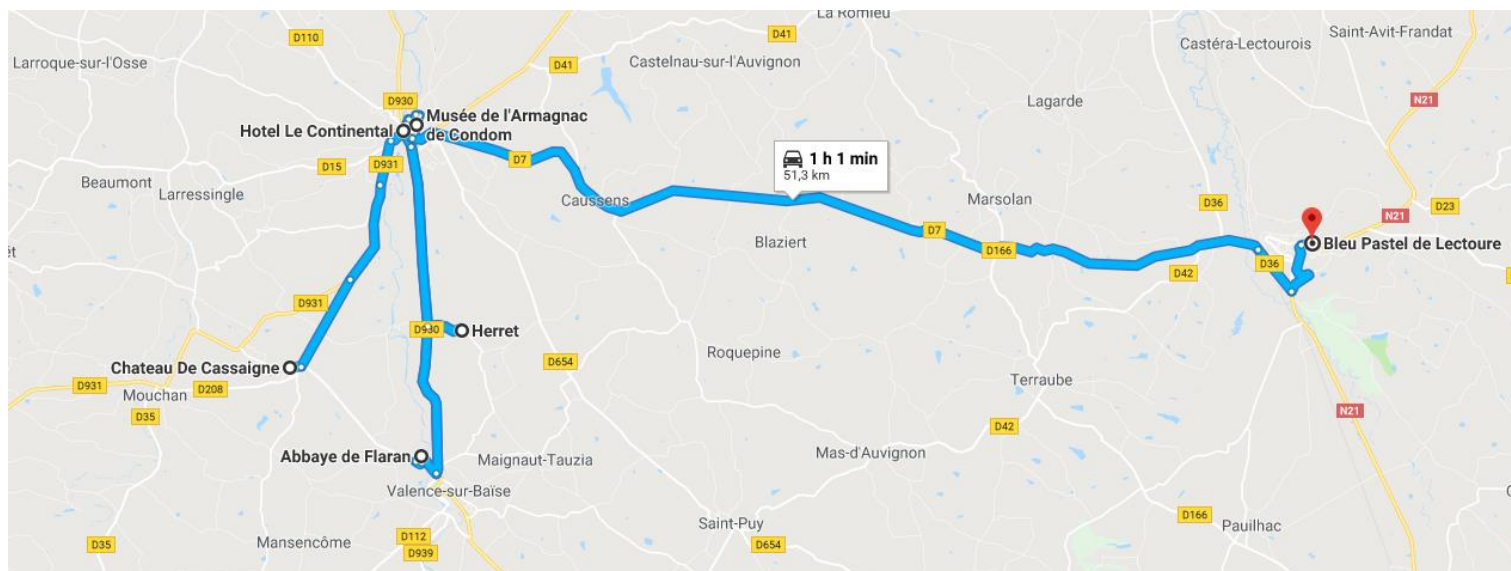 La Romieu
D110
D41
Saint-Avit-Frandat
Larroque-sur-l'Osse
D41
Castelnau-sur-l'Auvignon
Castéra-Lectourois
D930
N21
Lagarde
Musée de l'Armagnac
de Condom
Hotel Le Continental
1 h 1 min
51,3 km
D15
D931
D7
Beaumont
Larressingle
Caussens
Marsolan
D36
D23
N21
D7
Blaziert
D166
Bleu Pastel de Lectoure
D36
D42
D931
D930
Herret
Roquepine
D654
Chateau De Cassaigne
Terraube
D931
D208
Mouchan
D35
N21
D42
Abbaye de Flaran
Maignaut-Tauzia
Mas-d'Auvignon
Valence-sur-Baïse
D166
Saint-Puy
Pauilhac
D112
D35
Mansencôme
D654
D939